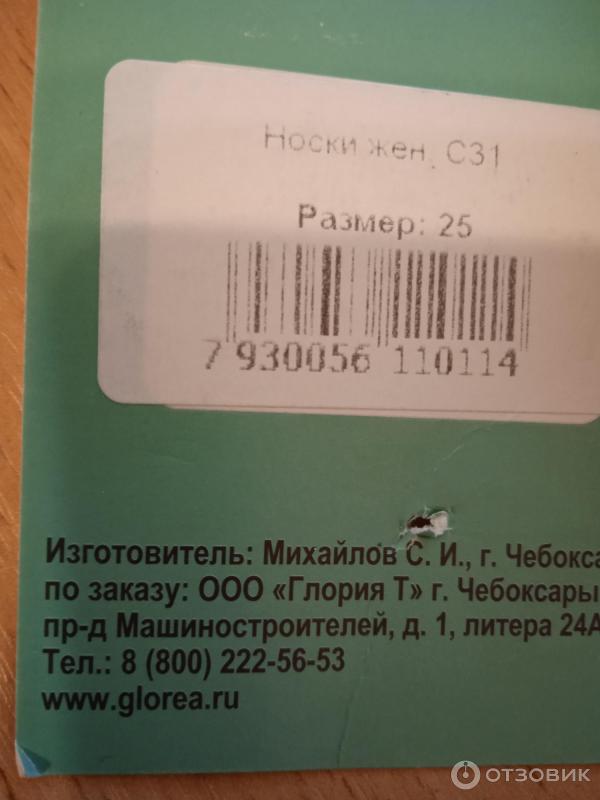 Носки жен. С31
Размер: 25
7 930056 110114
Изготовитель: Михайлов С. И., г. Чебокса
по заказу: ООО «Глория Т» г. Чебоксары
пр-д Машиностроителей, д. 1, литера 24А
Тел.: 8 (800) 222-56-53
www.glorea.ru
ОТЗОВИК